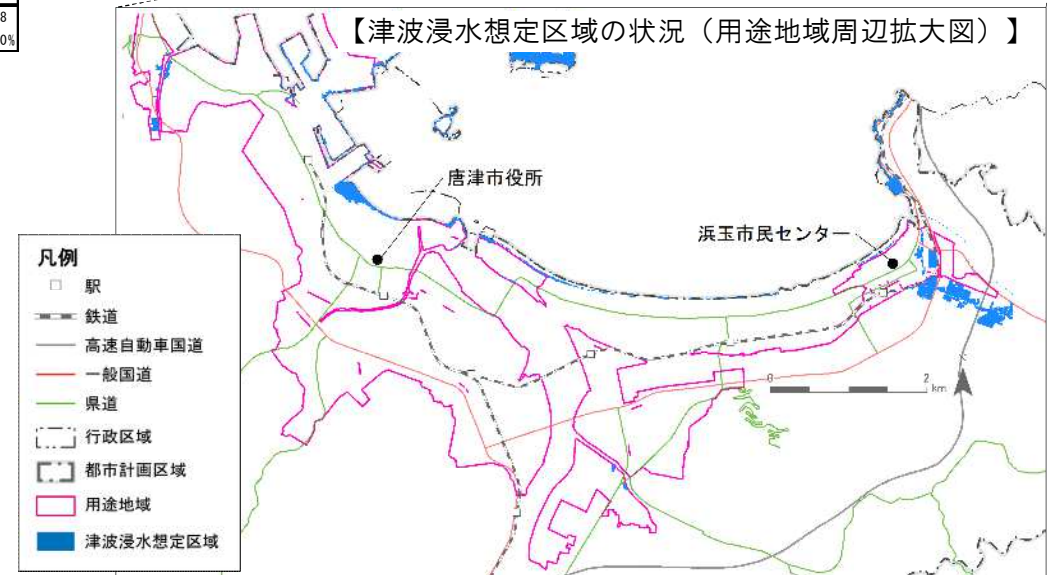 8
0%
【津波浸水想定区域の状況（用途地域周辺拡大図）】
唐津市役所
浜玉市民センター
凡例
駅
鉄道
高速自動車国道
一般国道
県道
行政区域
都市計画区域
用途地域
津波浸水想定区域
0 2
km